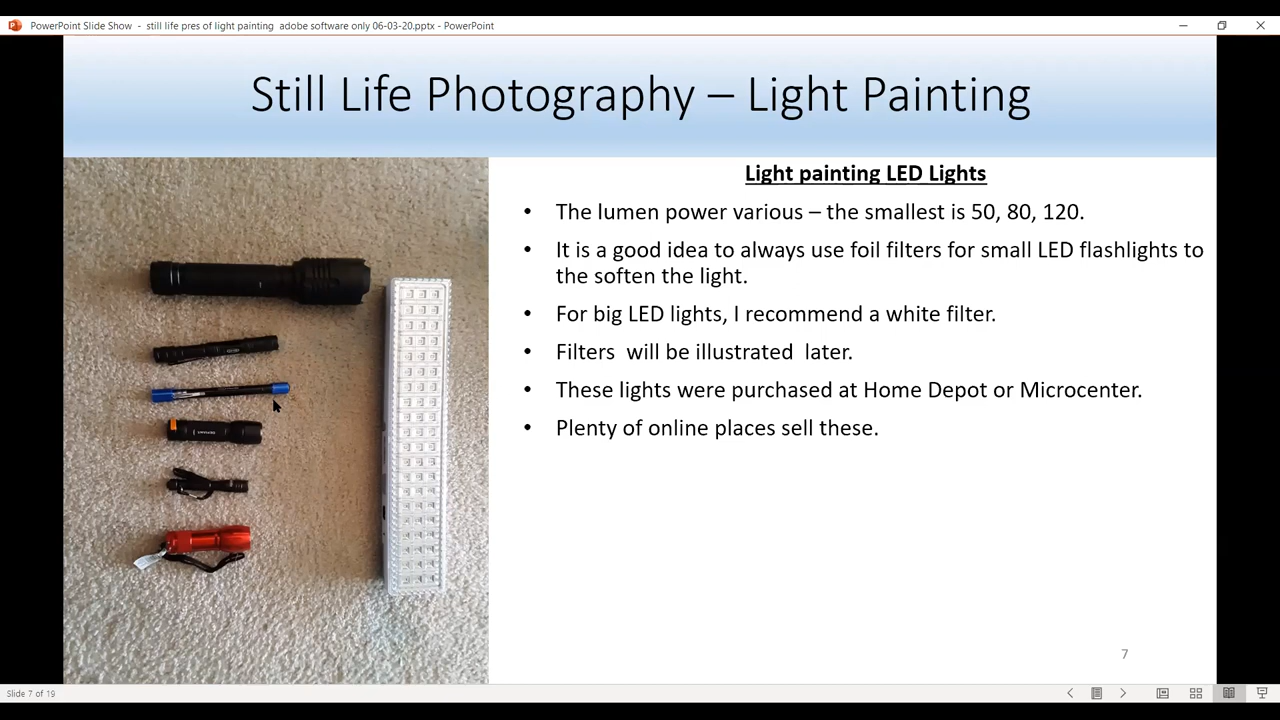 PowerPoint Slide Show - still life pres of light painting adobe software only 06-03-20.pptx - PowerPoint
Still Life Photography – Light Painting
Light painting LED Lights
• The lumen power various – the smallest is 50, 80, 120.
• It is a good idea to always use foil filters for small LED flashlights to
the soften the light.
• For big LED lights, I recommend a white filter.
• Filters will be illustrated later.
• These lights were purchased at Home Depot or Microcenter.
• Plenty of online places sell these.
7
Slide 7 of 19